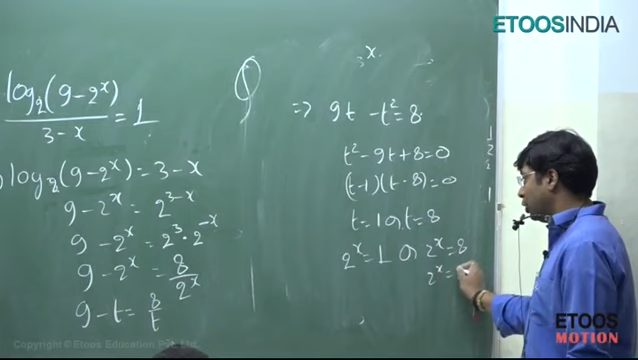 ETOOSINDIA
log₂(9-2ˣ)
3-x
= 1
log₂(9-2ˣ) = 3-x
9-2ˣ = 2³⁻ˣ
9-2ˣ = 2³·2⁻ˣ
9-2ˣ = 8/2ˣ
9-t = 8/t
⇒ 9t - t² = 8
t² - 9t + 8 = 0
(t-1)(t-8) = 0
t = 1 or t = 8
2ˣ = 1 or 2ˣ = 8
2ˣ =
ETOOS
MOTION
Copyright © Etoos Education Pvt. Ltd.